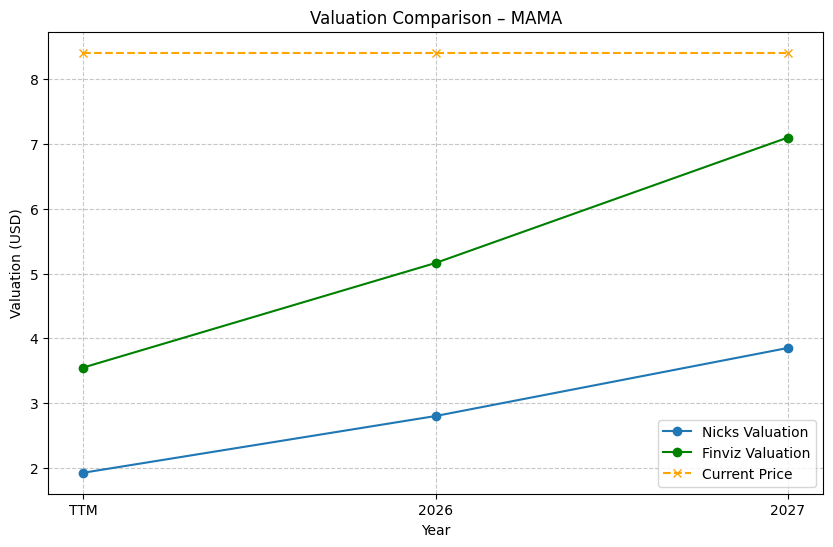 Valuation Comparison – MAMA
Valuation (USD)
8
7
6
5
4
3
2
TTM
2026
2027
Year
Nicks Valuation
Finviz Valuation
Current Price